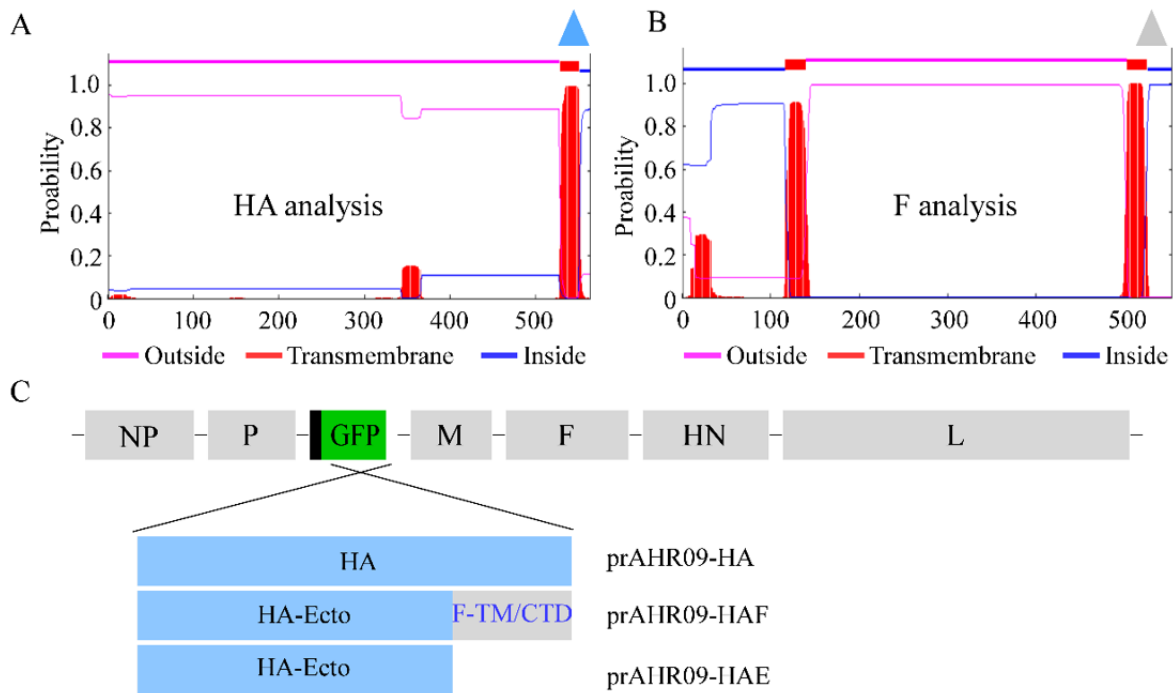 A
B
1.0
0.8
0.6
0.4
0.2
0
Proability
HA analysis
0 100 200 300 400 500
Outside Transmembrane Inside
1.0
0.8
0.6
0.4
0.2
0
Proability
F analysis
0 100 200 300 400 500
Outside Transmembrane Inside
C
NP P GFP M F HN L
HA prAHR09-HA
HA-Ecto F-TM/CTD prAHR09-HAF
HA-Ecto prAHR09-HAE